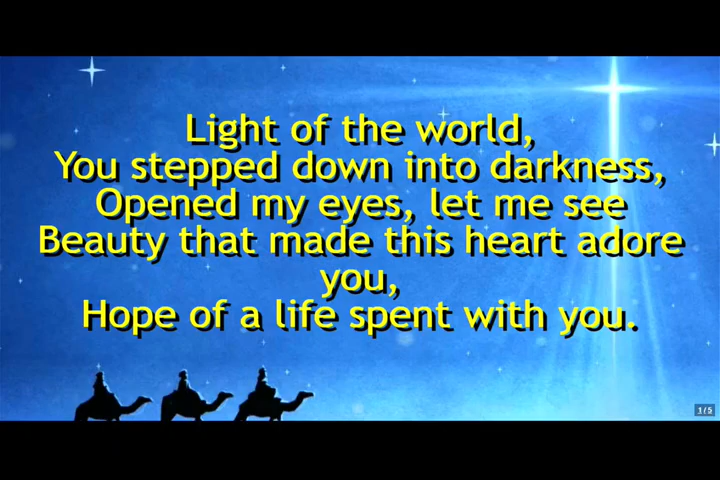 Light of the world,
You stepped down into darkness,
Opened my eyes, let me see
Beauty that made this heart adore
you,
Hope of a life spent with you.
1/5